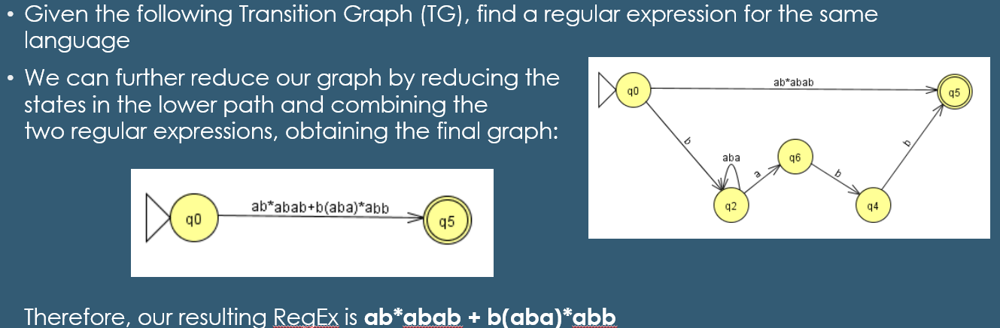 • Given the following Transition Graph (TG), find a regular expression for the same
language
• We can further reduce our graph by reducing the
states in the lower path and combining the
two regular expressions, obtaining the final graph:
ab*abab
q0
q5
b
aba
q6
a
b
b
q2
q4
ab*abab+b(aba)*abb
q0
q5
Therefore, our resulting RegEx is ab*abab + b(aba)*abb